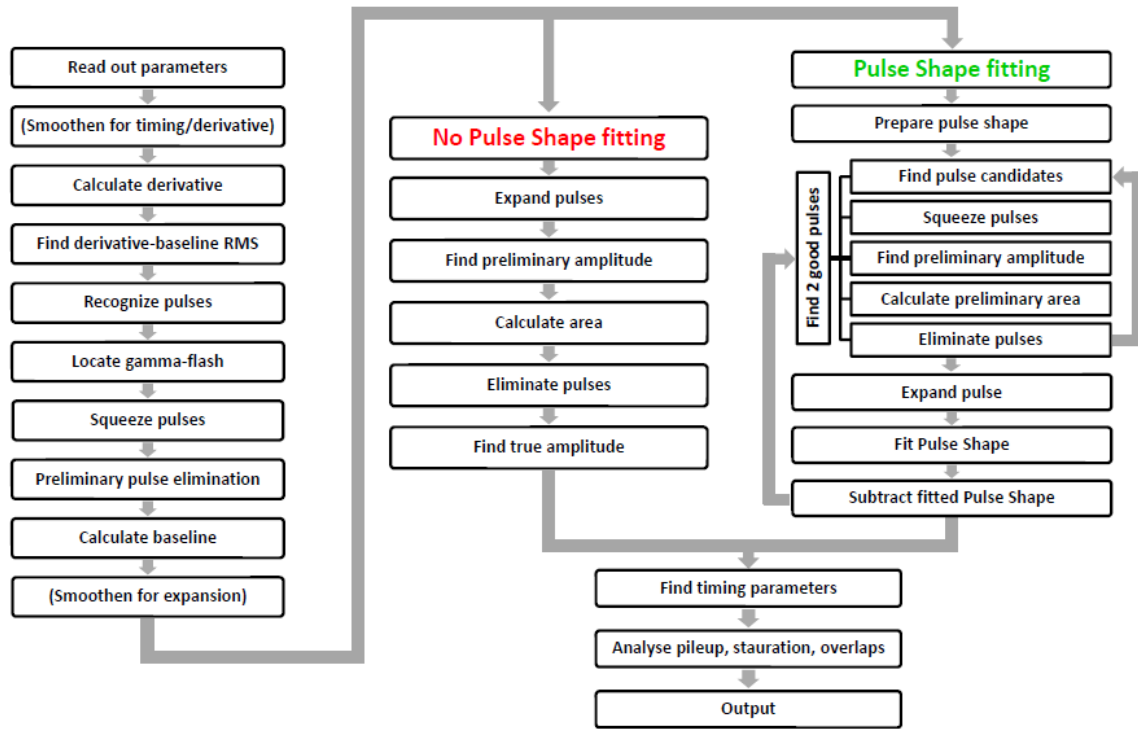 Read out parameters
(Smoothen for timing/derivative)
Calculate derivative
Find derivative-baseline RMS
Recognize pulses
Locate gamma-flash
Squeeze pulses
Preliminary pulse elimination
Calculate baseline
(Smoothen for expansion)
No Pulse Shape fitting
Expand pulses
Find preliminary amplitude
Calculate area
Eliminate pulses
Find true amplitude
Pulse Shape fitting
Prepare pulse shape
Find 2 good pulses
Find pulse candidates
Squeeze pulses
Find preliminary amplitude
Calculate preliminary area
Eliminate pulses
Expand pulse
Fit Pulse Shape
Subtract fitted Pulse Shape
Find timing parameters
Analyse pileup, stauration, overlaps
Output